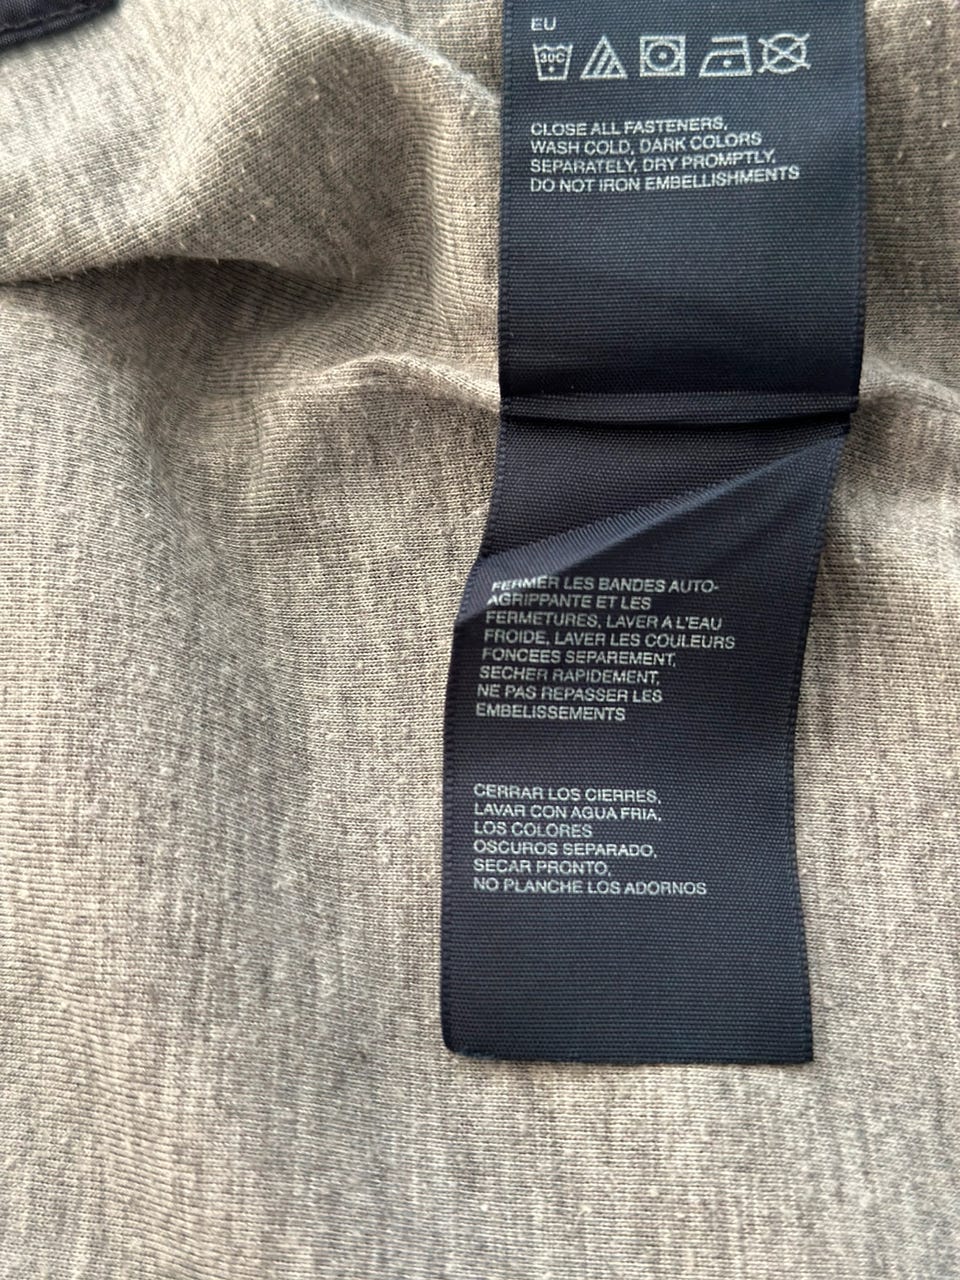 EU
30C
CLOSE ALL FASTENERS,
WASH COLD, DARK COLORS
SEPARATELY, DRY PROMPTLY,
DO NOT IRON EMBELLISHMENTS
FERMER LES BANDES AUTO-
AGRIPPANTE ET LES
FERMETURES, LAVER A L'EAU
FROIDE, LAVER LES COULEURS
FONCEES SEPAREMENT,
SECHER RAPIDEMENT,
NE PAS REPASSER LES
EMBELISSEMENTS
CERRAR LOS CIERRES,
LAVAR CON AGUA FRIA,
LOS COLORES
OSCUROS SEPARADO,
SECAR PRONTO,
NO PLANCHE LOS ADORNOS